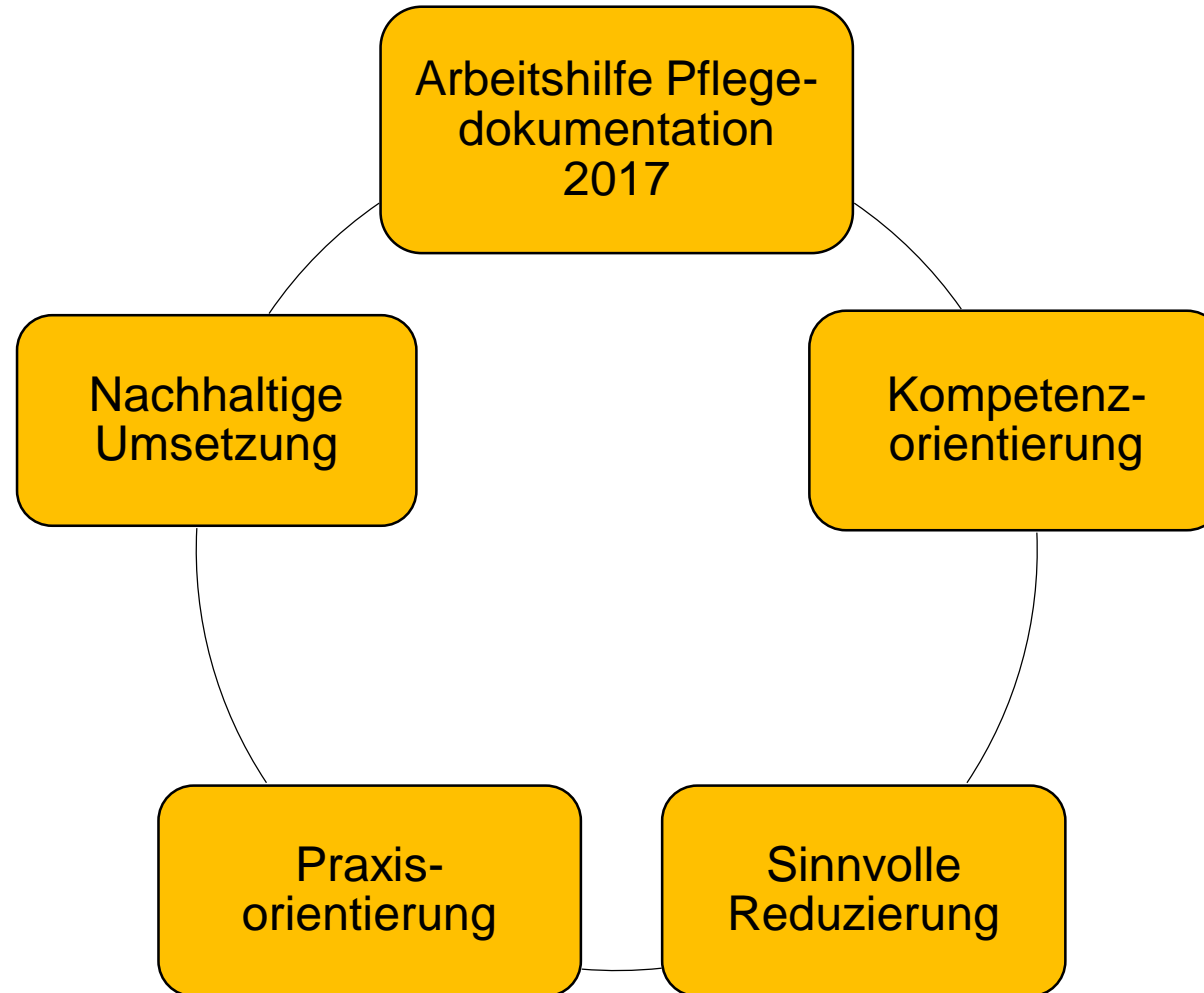 Arbeitshilfe Pflege-
dokumentation
2017
Nachhaltige
Umsetzung
Kompetenz-
orientierung
Praxis-
orientierung
Sinnvolle
Reduzierung